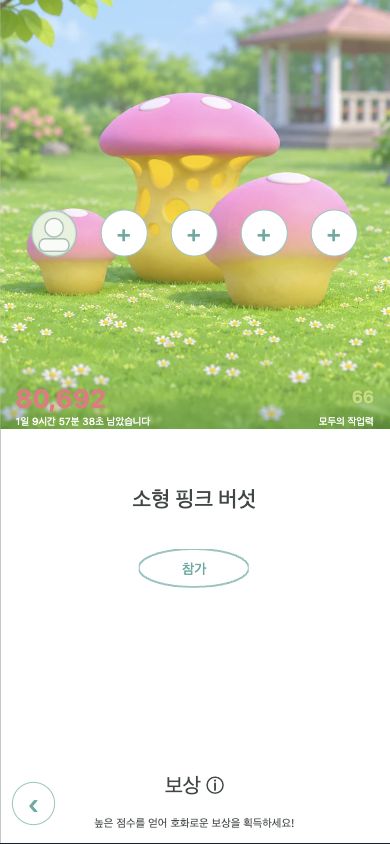 80,692
66
1일 9시간 57분 38초 남았습니다
모두의 작업력
소형 핑크 버섯
참가
보상 ⓘ
높은 점수를 얻어 호화로운 보상을 획득하세요!